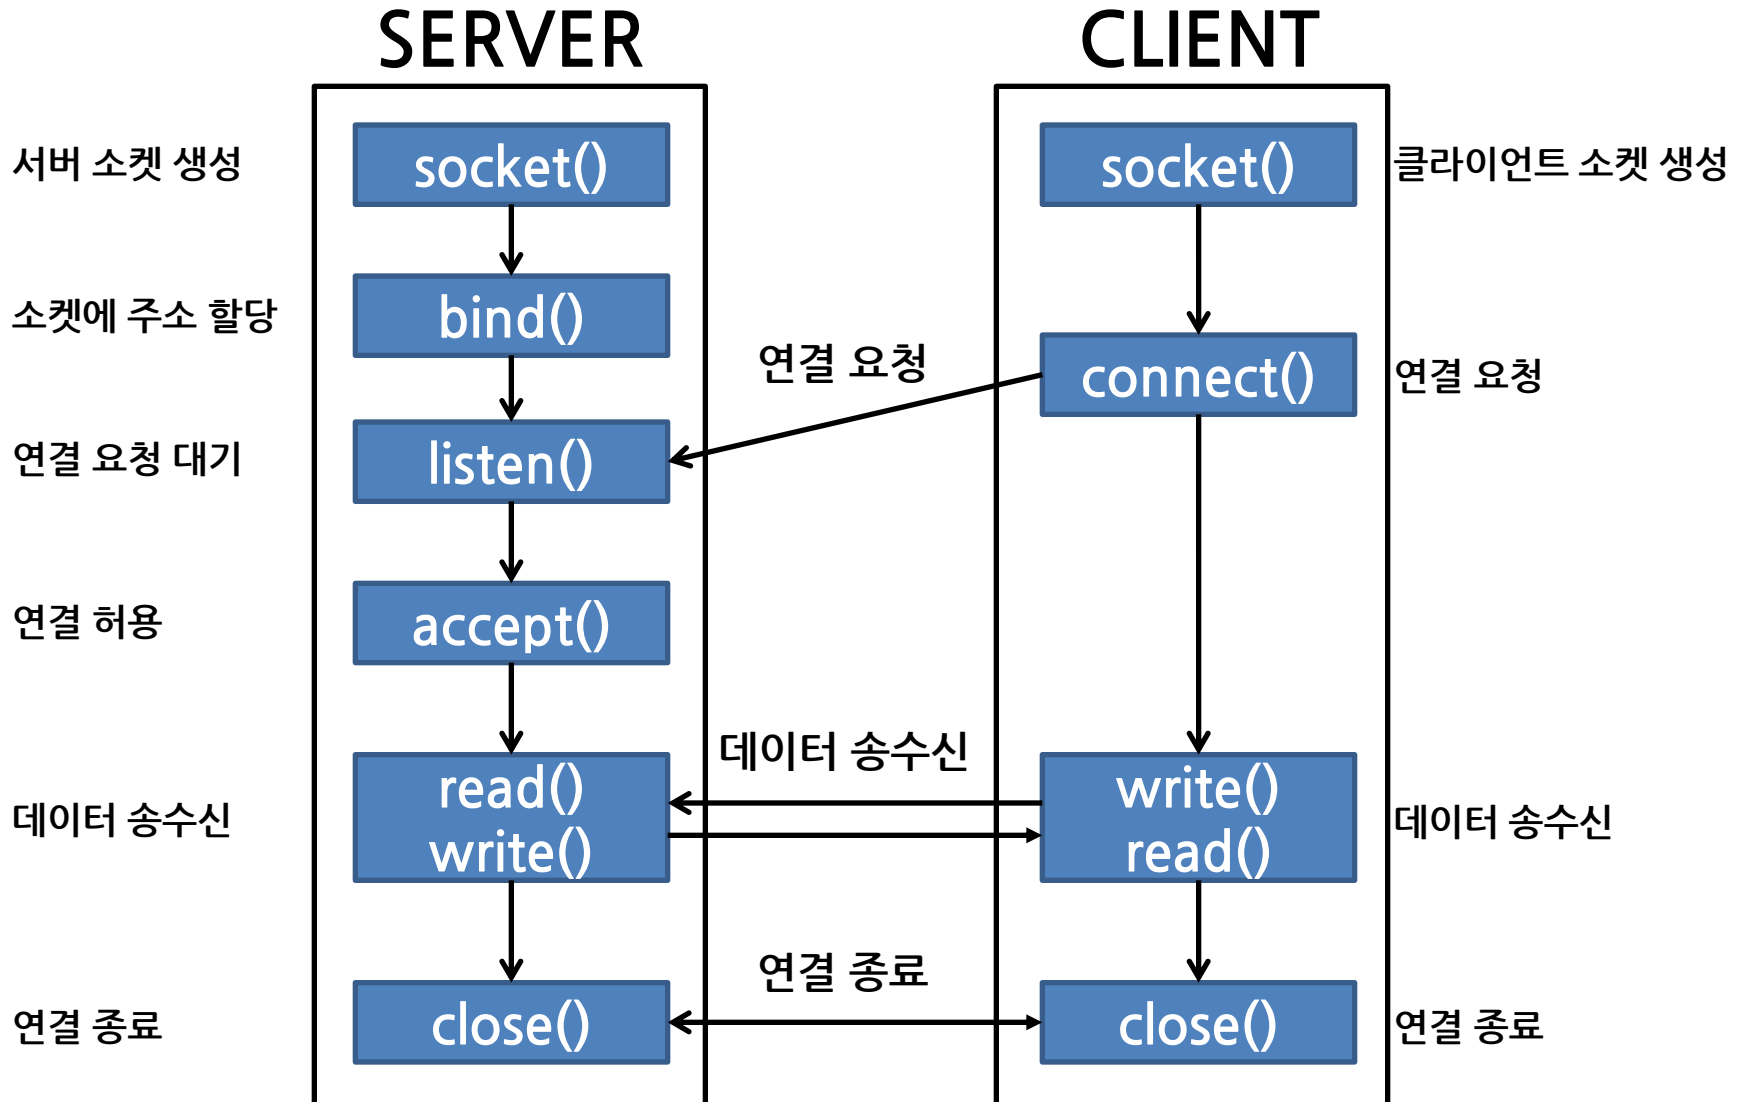 SERVER
CLIENT
서버 소켓 생성
socket()
socket()
클라이언트 소켓 생성
소켓에 주소 할당
bind()
연결 요청
connect()
연결 요청
연결 요청 대기
listen()
연결 허용
accept()
데이터 송수신
데이터 송수신
read()
write()
write()
read()
데이터 송수신
연결 종료
연결 종료
close()
close()
연결 종료